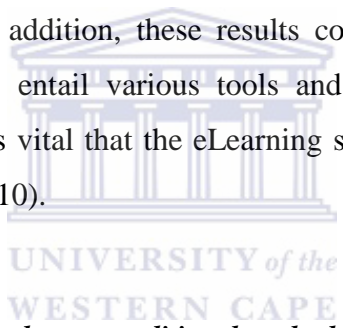 addition, these results co
entail various tools and
s vital that the eLearning s
10).
UNIVERSITY of the
WESTERN CAPE